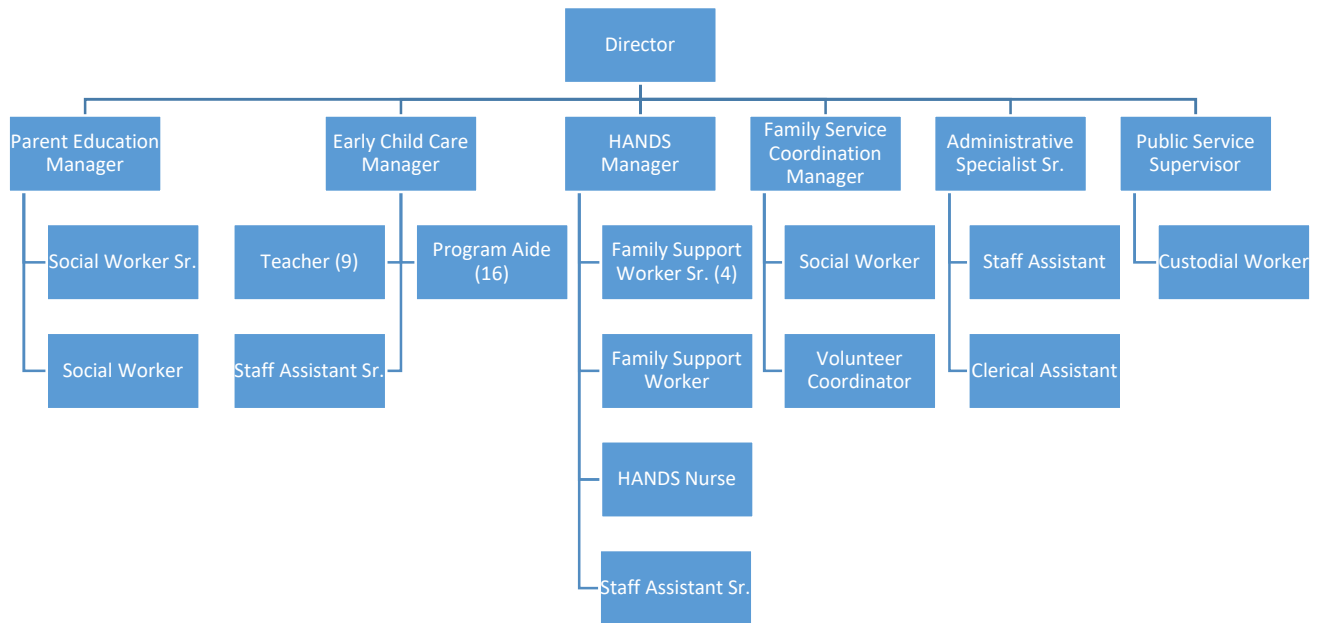 Director
Parent Education
Manager
Early Child Care
Manager
HANDS
Manager
Family Service
Coordination
Manager
Administrative
Specialist Sr.
Public Service
Supervisor
Social Worker Sr.
Teacher (9)
Program Aide
(16)
Family Support
Worker Sr. (4)
Social Worker
Staff Assistant
Custodial Worker
Social Worker
Staff Assistant Sr.
Family Support
Worker
Volunteer
Coordinator
Clerical Assistant
HANDS Nurse
Staff Assistant Sr.